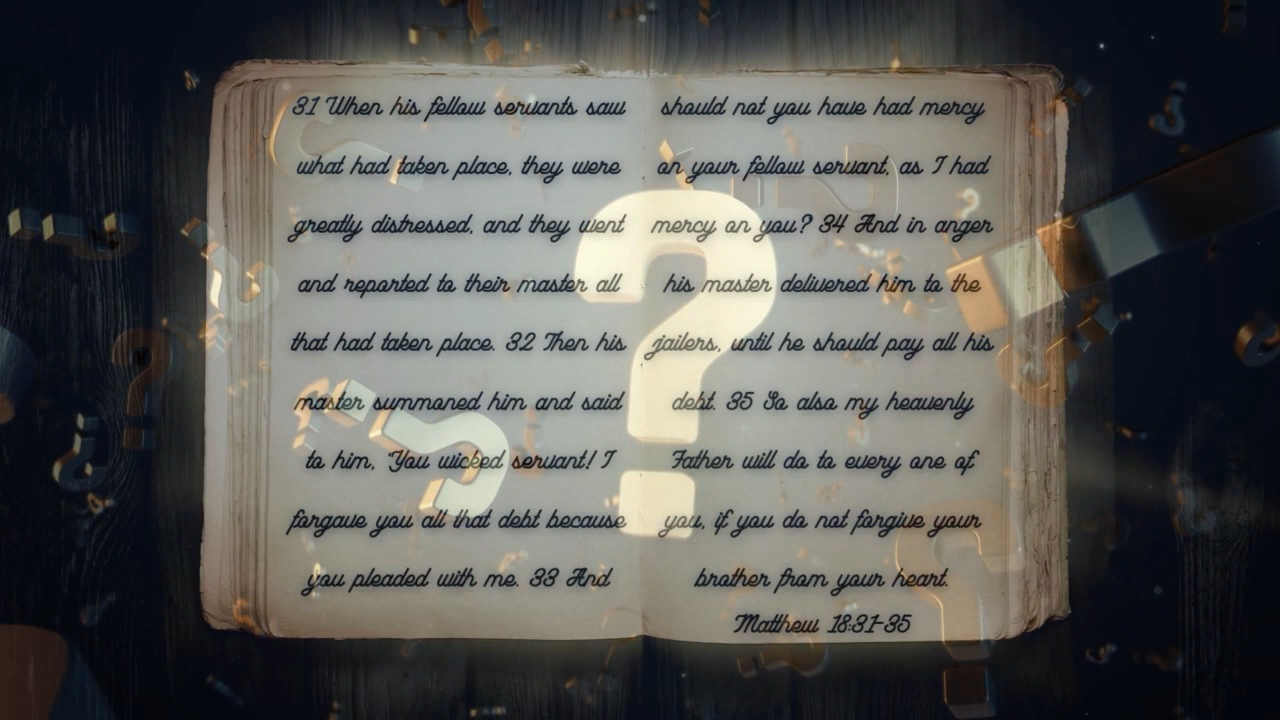 31 When his fellow servants saw
what had taken place, they were
greatly distressed, and they went
and reported to their master all
that had taken place. 32 Then his
master summoned him and said
to him, 'You wicked servant! I
forgave you all that debt because
you pleaded with me. 33 And
should not you have had mercy
on your fellow servant, as I had
mercy on you? 34 And in anger
his master delivered him to the
jailers, until he should pay all his
debt. 35 So also my heavenly
Father will do to every one of
you, if you do not forgive your
brother from your heart.
Matthew 18:31-35